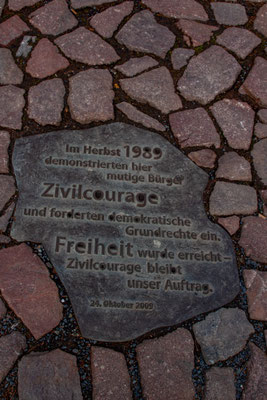 Im Herbst 1989
demonstrierten hier
mutige Bürger
Zivilcourage
und forderten demokratische
Grundrechte ein.
Freiheit wurde erreicht –
Zivilcourage bleibt
unser Auftrag.
24. Oktober 2009